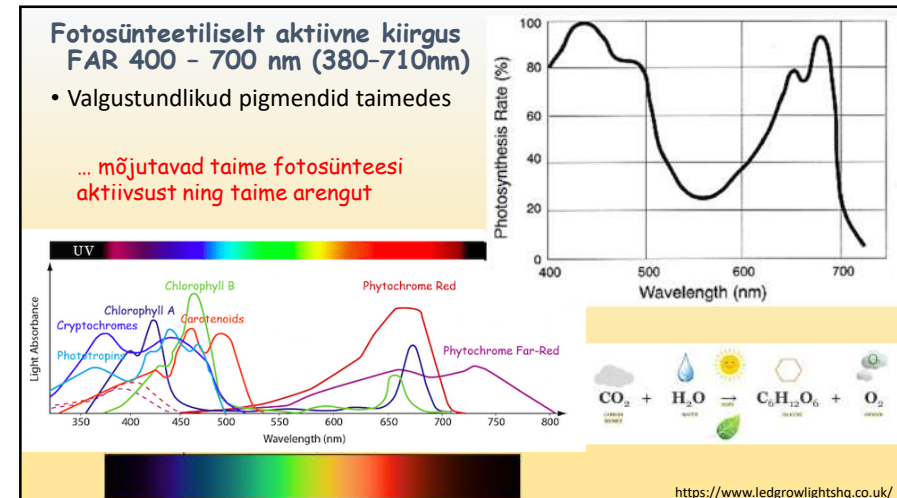 Fotosünteetiliselt aktiivne kiirgus
FAR 400 – 700 nm (380–710nm)
• Valgustundlikud pigmendid taimedes
... mõjutavad taime fotosünteesi
aktiivsust ning taime arengut
Photosynthesis Rate (%)
100
80
60
40
20
0
400 500 600 700
Wavelength (nm)
UV
Light Absorbance
Chlorophyll B
Phytochrome Red
Chlorophyll A
Carotenoids
Cryptochromes
Phototropins
Phytochrome Far-Red
350 400 450 500 550 600 650 700 750 800
Wavelength (nm)
CO2 + H2O → C6H12O6 + O2
https://www.ledgrowlightshq.co.uk/